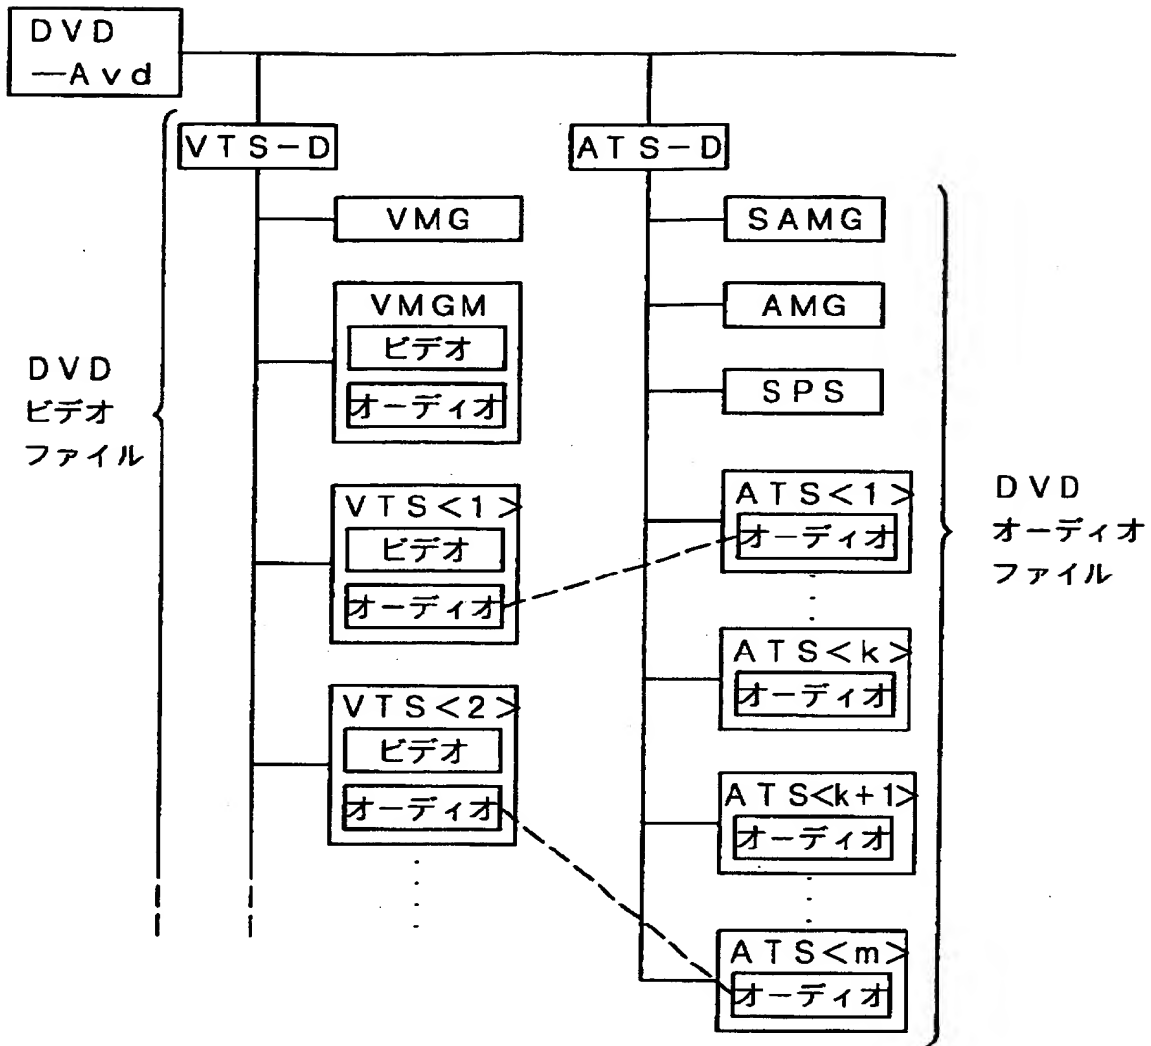 DVD
—Avd
VTS-D
ATS-D
VMG
SAMG
VMGM
ビデオ
オーディオ
AMG
SPS
DVD
ビデオ
ファイル
VTS<1>
ビデオ
オーディオ
ATS<1>
オーディオ
DVD
オーディオ
ファイル
ATS<k>
オーディオ
VTS<2>
ビデオ
オーディオ
ATS<k+1>
オーディオ
ATS<m>
オーディオ